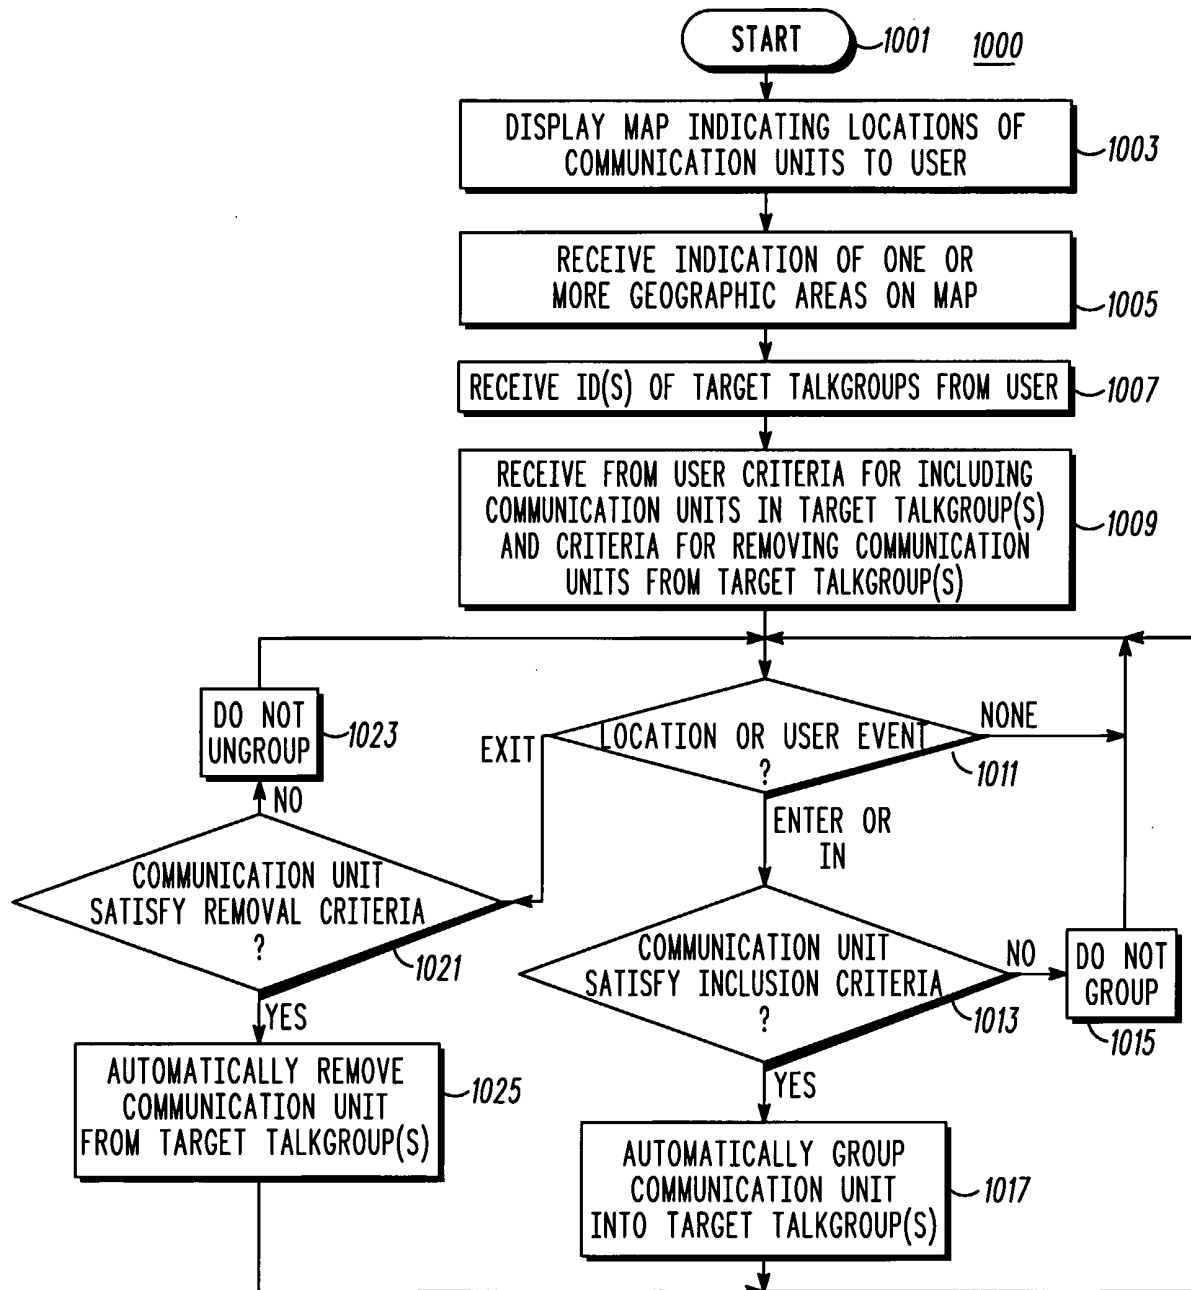 START
1001
1000
DISPLAY MAP INDICATING LOCATIONS OF
COMMUNICATION UNITS TO USER
1003
RECEIVE INDICATION OF ONE OR
MORE GEOGRAPHIC AREAS ON MAP
1005
RECEIVE ID(S) OF TARGET TALKGROUPS FROM USER
1007
RECEIVE FROM USER CRITERIA FOR INCLUDING
COMMUNICATION UNITS IN TARGET TALKGROUP(S)
AND CRITERIA FOR REMOVING COMMUNICATION
UNITS FROM TARGET TALKGROUP(S)
1009
LOCATION OR USER EVENT
?
1011
NONE
EXIT
ENTER OR
IN
DO NOT
UNGROUP
1023
NO
COMMUNICATION UNIT
SATISFY REMOVAL CRITERIA
?
1021
YES
AUTOMATICALLY REMOVE
COMMUNICATION UNIT
FROM TARGET TALKGROUP(S)
1025
COMMUNICATION UNIT
SATISFY INCLUSION CRITERIA
?
1013
NO
DO NOT
GROUP
1015
YES
AUTOMATICALLY GROUP
COMMUNICATION UNIT
INTO TARGET TALKGROUP(S)
1017